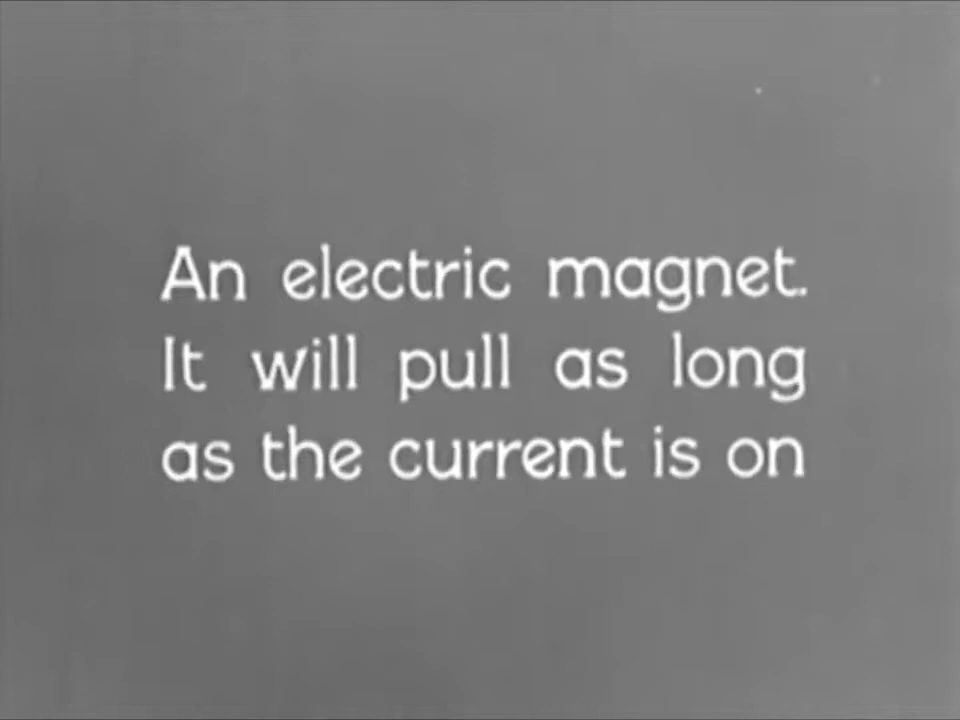 An electric magnet.
It will pull as long
as the current is on